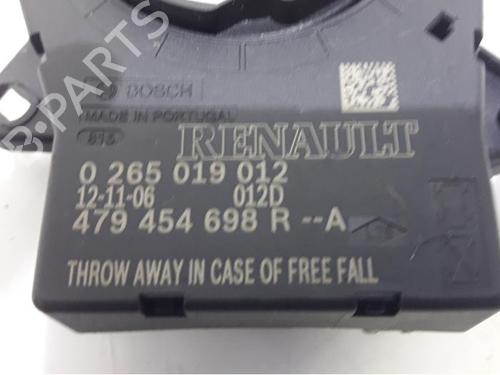 BOSCH
MADE IN PORTUGAL
RENAULT
0 265 019 012
12-11-06 012D
479 454 698 R --A
THROW AWAY IN CASE OF FREE FALL
B-PARTS